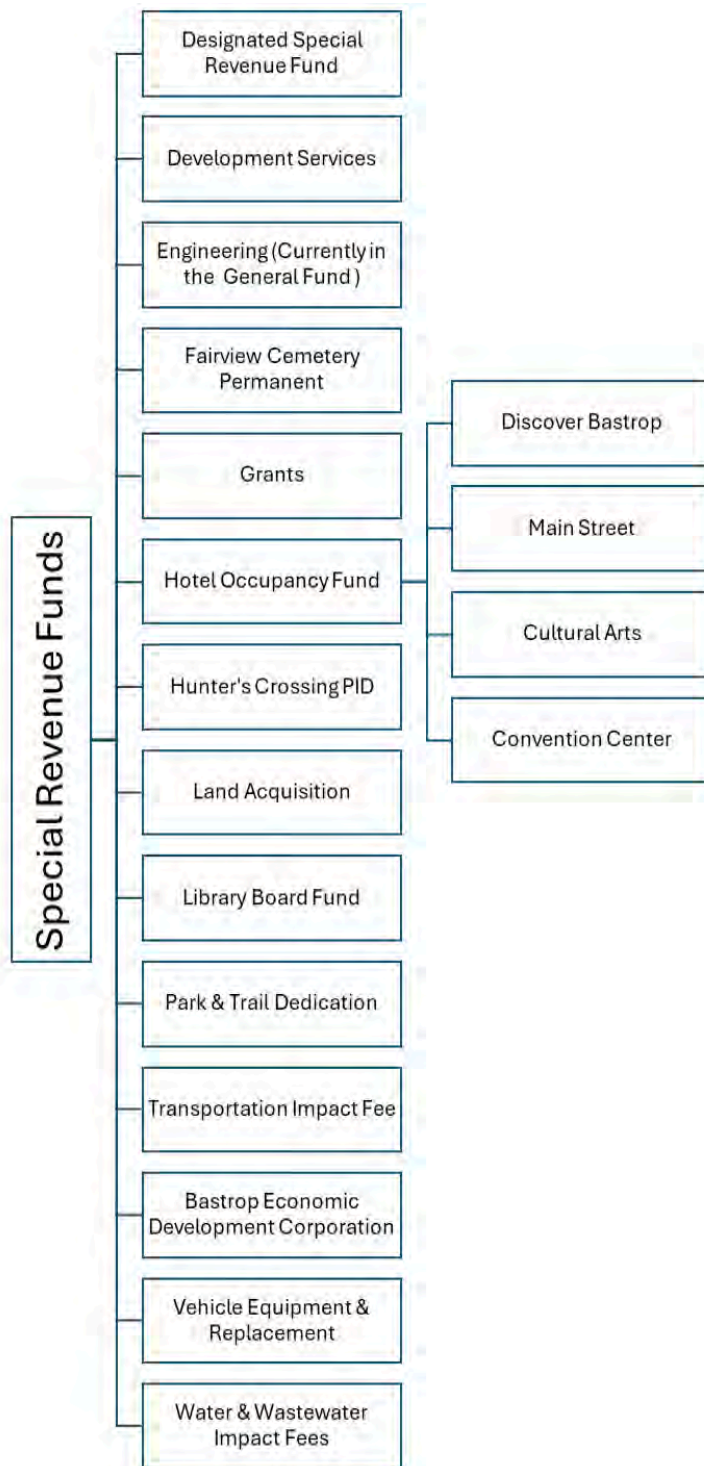 Special Revenue Funds
Designated Special
Revenue Fund
Development Services
Engineering (Currently in
the General Fund )
Fairview Cemetery
Permanent
Grants
Hotel Occupancy Fund
Discover Bastrop
Main Street
Cultural Arts
Convention Center
Hunter's Crossing PID
Land Acquisition
Library Board Fund
Park & Trail Dedication
Transportation Impact Fee
Bastrop Economic
Development Corporation
Vehicle Equipment &
Replacement
Water & Wastewater
Impact Fees